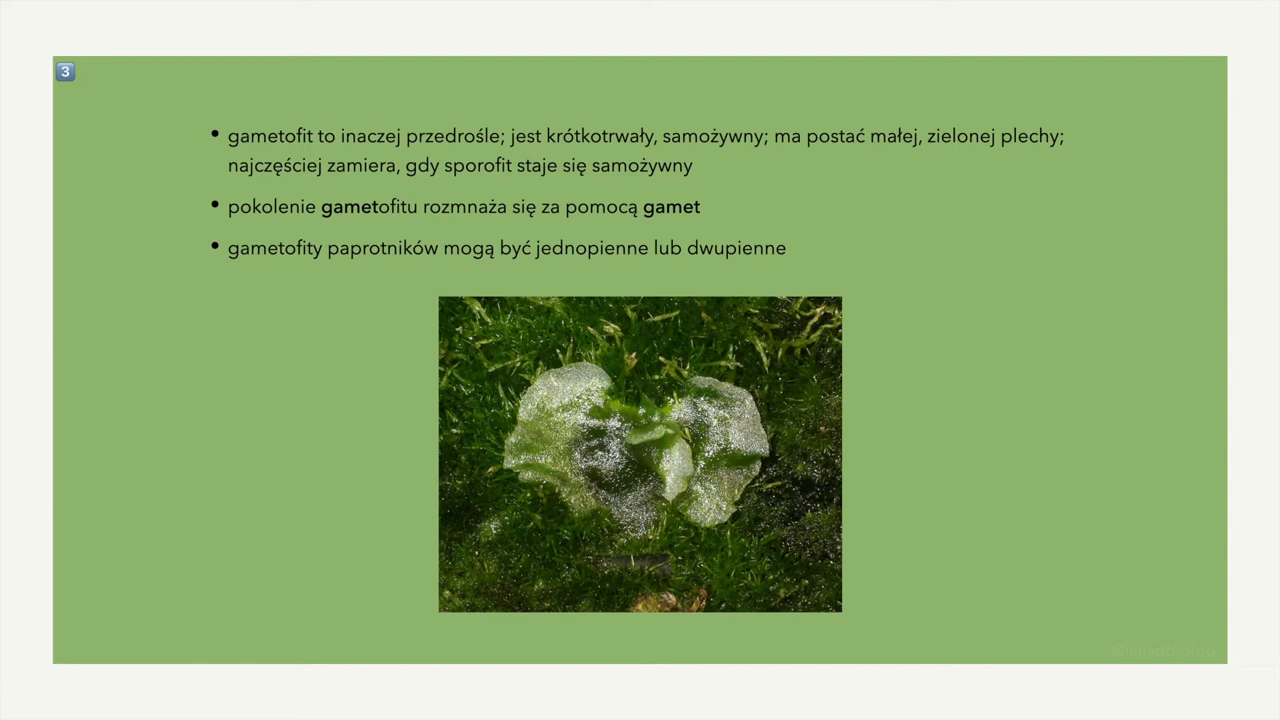 3
• gametofit to inaczej przedrośle; jest krótkotrwały, samożywny; ma postać małej, zielonej plechy;
najczęściej zamiera, gdy sporofit staje się samożywny
• pokolenie gametofitu rozmnaża się za pomocą gamet
• gametofity paprotników mogą być jednopienne lub dwupienne